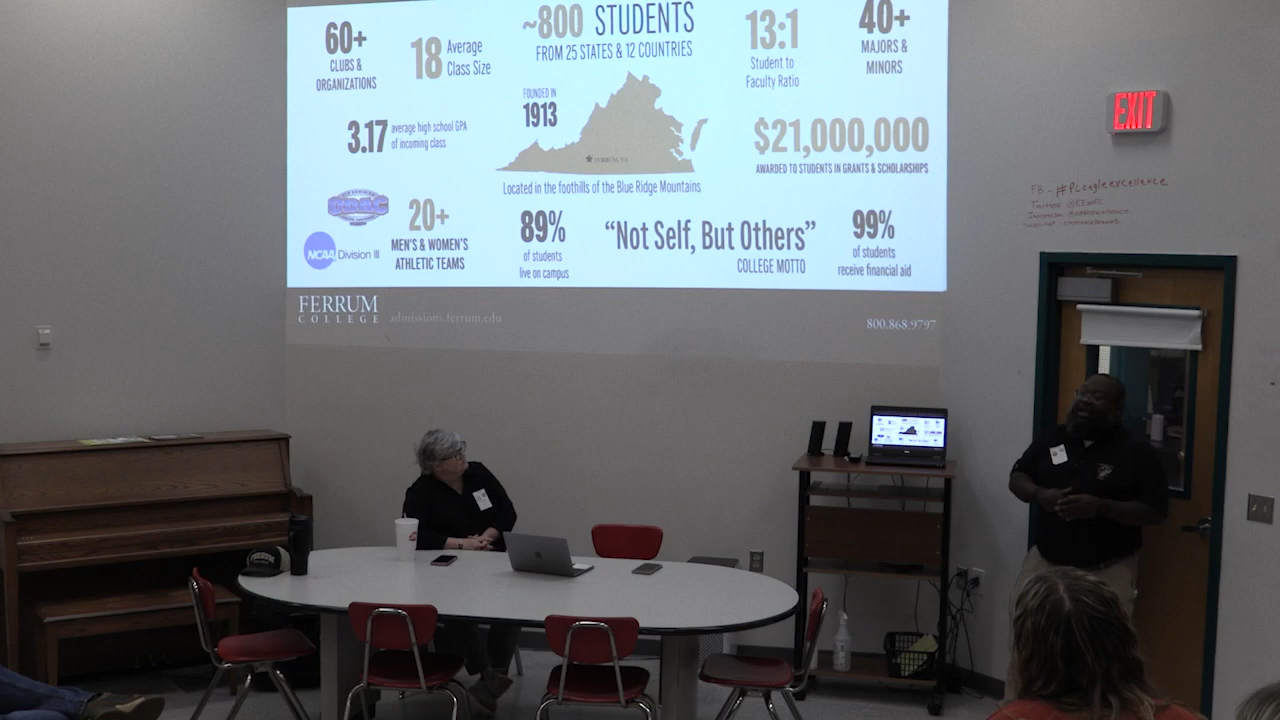 60+
CLUBS &
ORGANIZATIONS
18 Average
Class Size
~800 STUDENTS
FROM 25 STATES & 12 COUNTRIES
13:1
Student to
Faculty Ratio
40+
MAJORS &
MINORS
3.17 average high school GPA
of incoming class
FOUNDED IN
1913
FERRUM, VA
Located in the foothills of the Blue Ridge Mountains
$21,000,000
AWARDED TO STUDENTS IN GRANTS & SCHOLARSHIPS
NCAA Division III
20+
MEN'S & WOMEN'S
ATHLETIC TEAMS
89%
of students
live on campus
“Not Self, But Others”
COLLEGE MOTTO
99%
of students
receive financial aid
FERRUM
COLLEGE admissions.ferrum.edu
800.868.9797
EXIT
FERRUM